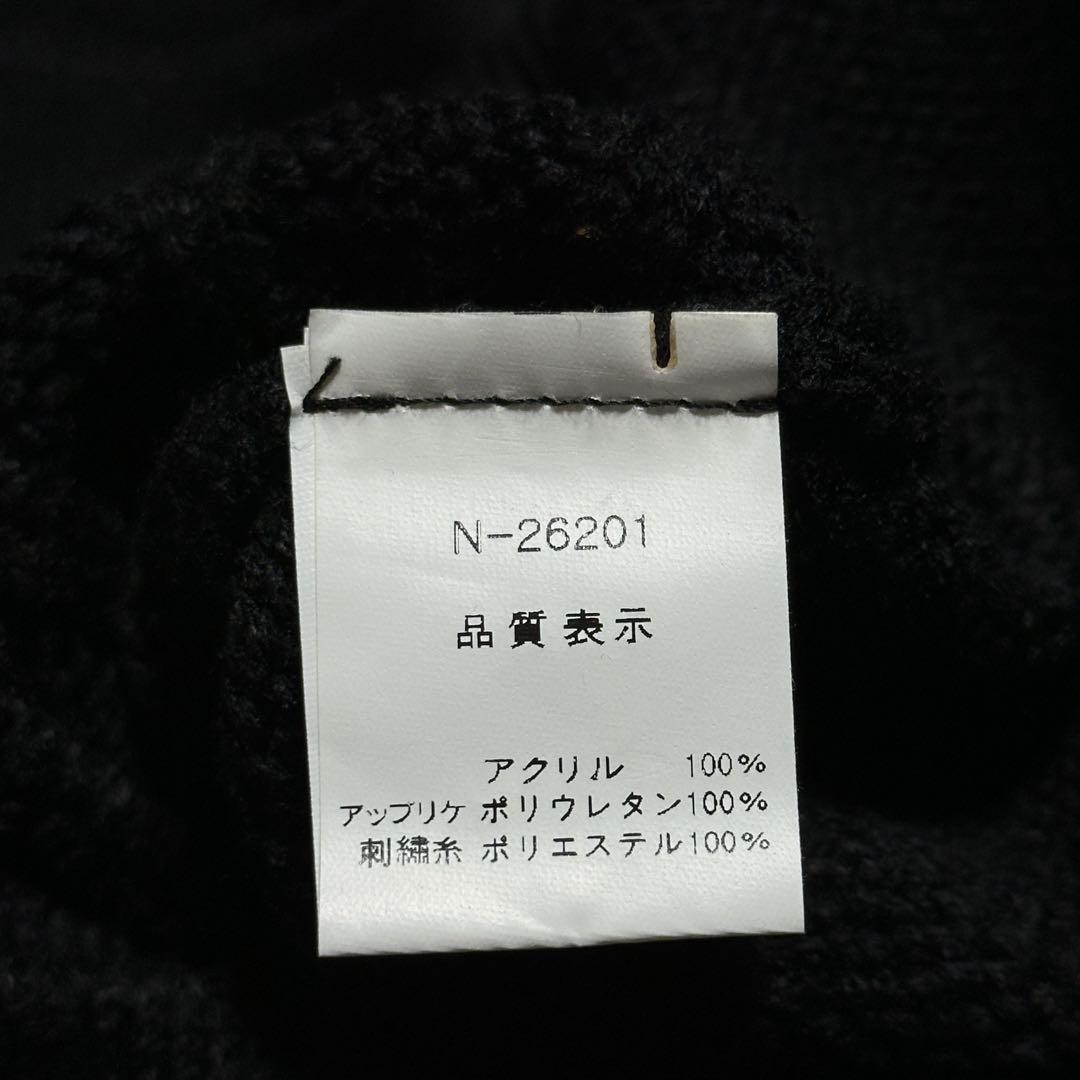 N-26201
品質表示
アクリル 100%
アップリケ ポリウレタン100%
刺繍糸 ポリエステル100%